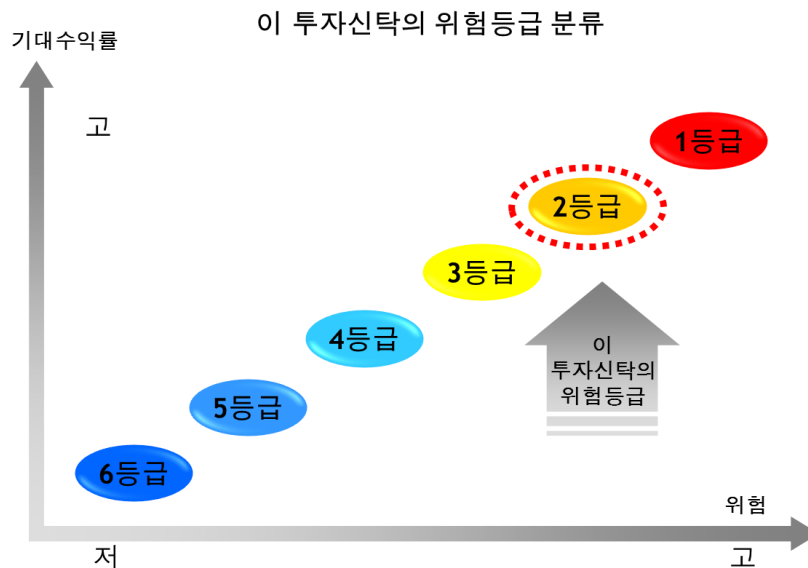 이 투자신탁의 위험등급 분류
기대수익률
고
1등급
2등급
3등급
4등급
이
투자신탁의
위험등급
5등급
6등급
위험
저
고